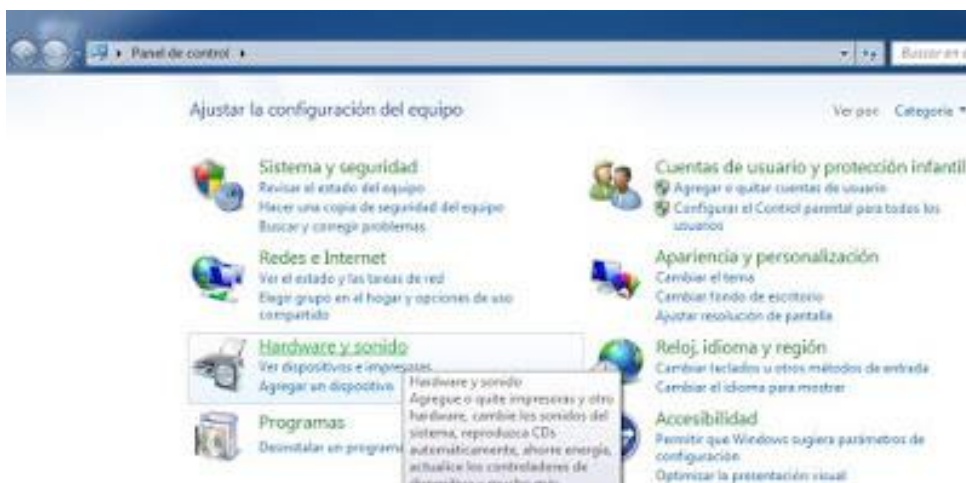 Panel de control
Buscar en
Ajustar la configuración del equipo
Ver por: Categoría
Sistema y seguridad
Revisar el estado del equipo
Hacer una copia de seguridad del equipo
Buscar y corregir problemas
Redes e Internet
Ver el estado y las tareas de red
Elegir grupo en el hogar y opciones de uso
compartido
Hardware y sonido
Ver dispositivos e impresoras
Agregar un dispositivo
Programas
Desinstalar un programa
Hardware y sonido
Agregue o quite impresoras y otro
hardware, cambie los sonidos del
sistema, reproduzca CDs
automáticamente, ahorre energía,
actualice los controladores de
Cuentas de usuario y protección infantil
Agregar o quitar cuentas de usuario
Configurar el Control parental para todos los
usuarios
Apariencia y personalización
Cambiar el tema
Cambiar fondo de escritorio
Ajustar resolución de pantalla
Reloj, idioma y región
Cambiar teclados u otros métodos de entrada
Cambiar el idioma para mostrar
Accesibilidad
Permitir que Windows sugiera parámetros de
configuración
Optimizar la presentación visual